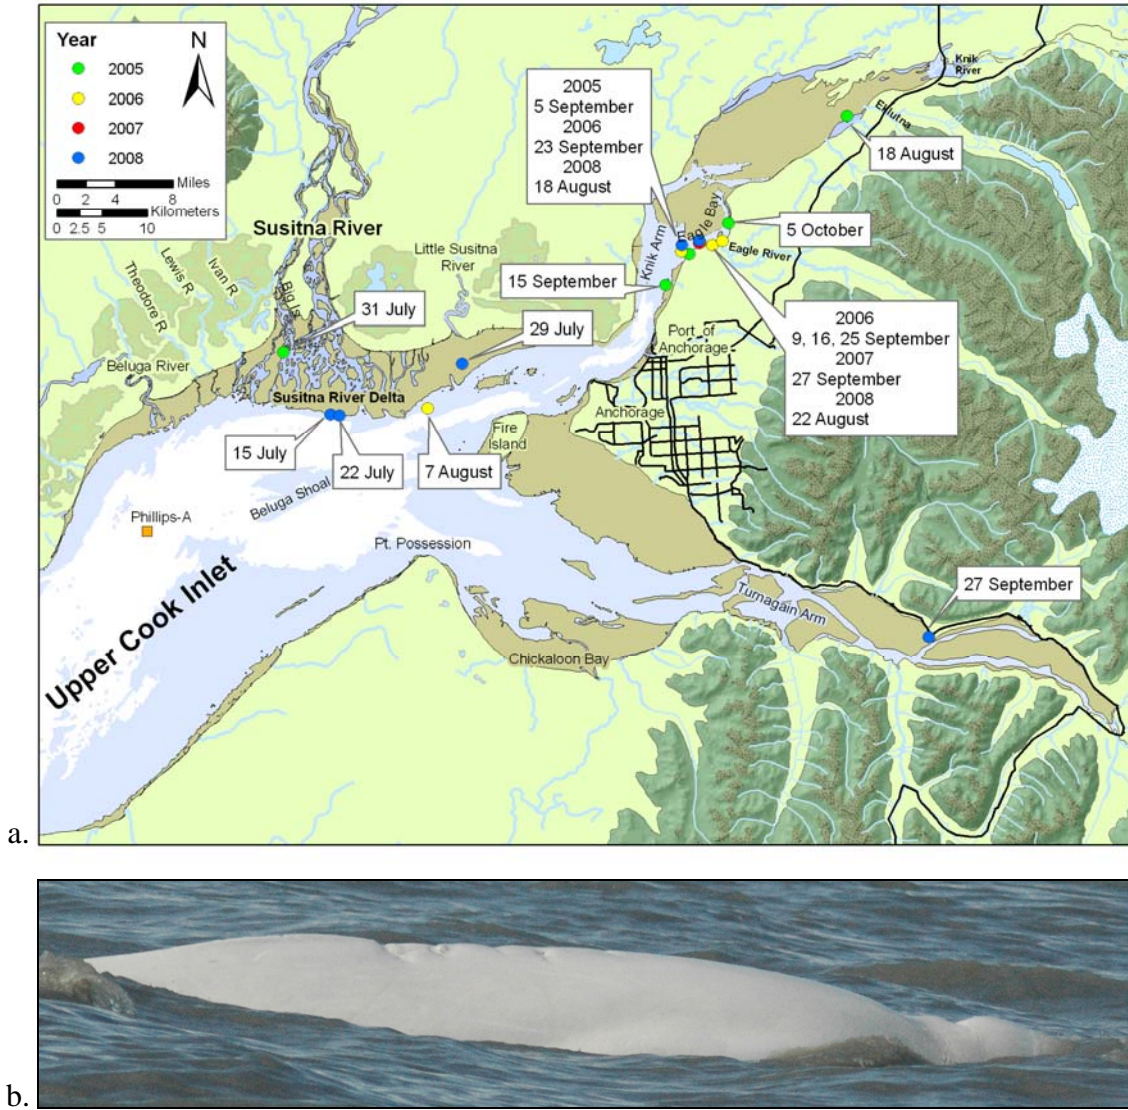 Year
N
2005
2006
2007
2008
Miles
0 2 4 8
Kilometers
0 2.5 5 10
2005
5 September
2006
23 September
2008
18 August
Knik
River
Eklutna
18 August
5 October
Eagle Bay
Eagle River
Knik Arm
15 September
Susitna River
Little Susitna
River
Big Is
Ivan R
Lewis R
Theodore R
Beluga River
31 July
29 July
Port of
Anchorage
2006
9, 16, 25 September
2007
27 September
2008
22 August
Susitna River Delta
Anchorage
Fire
Island
15 July
22 July
7 August
Beluga Shoal
Phillips-A
Pt. Possession
Upper Cook Inlet
27 September
Turnagain Arm
Chickaloon Bay
a.
b.